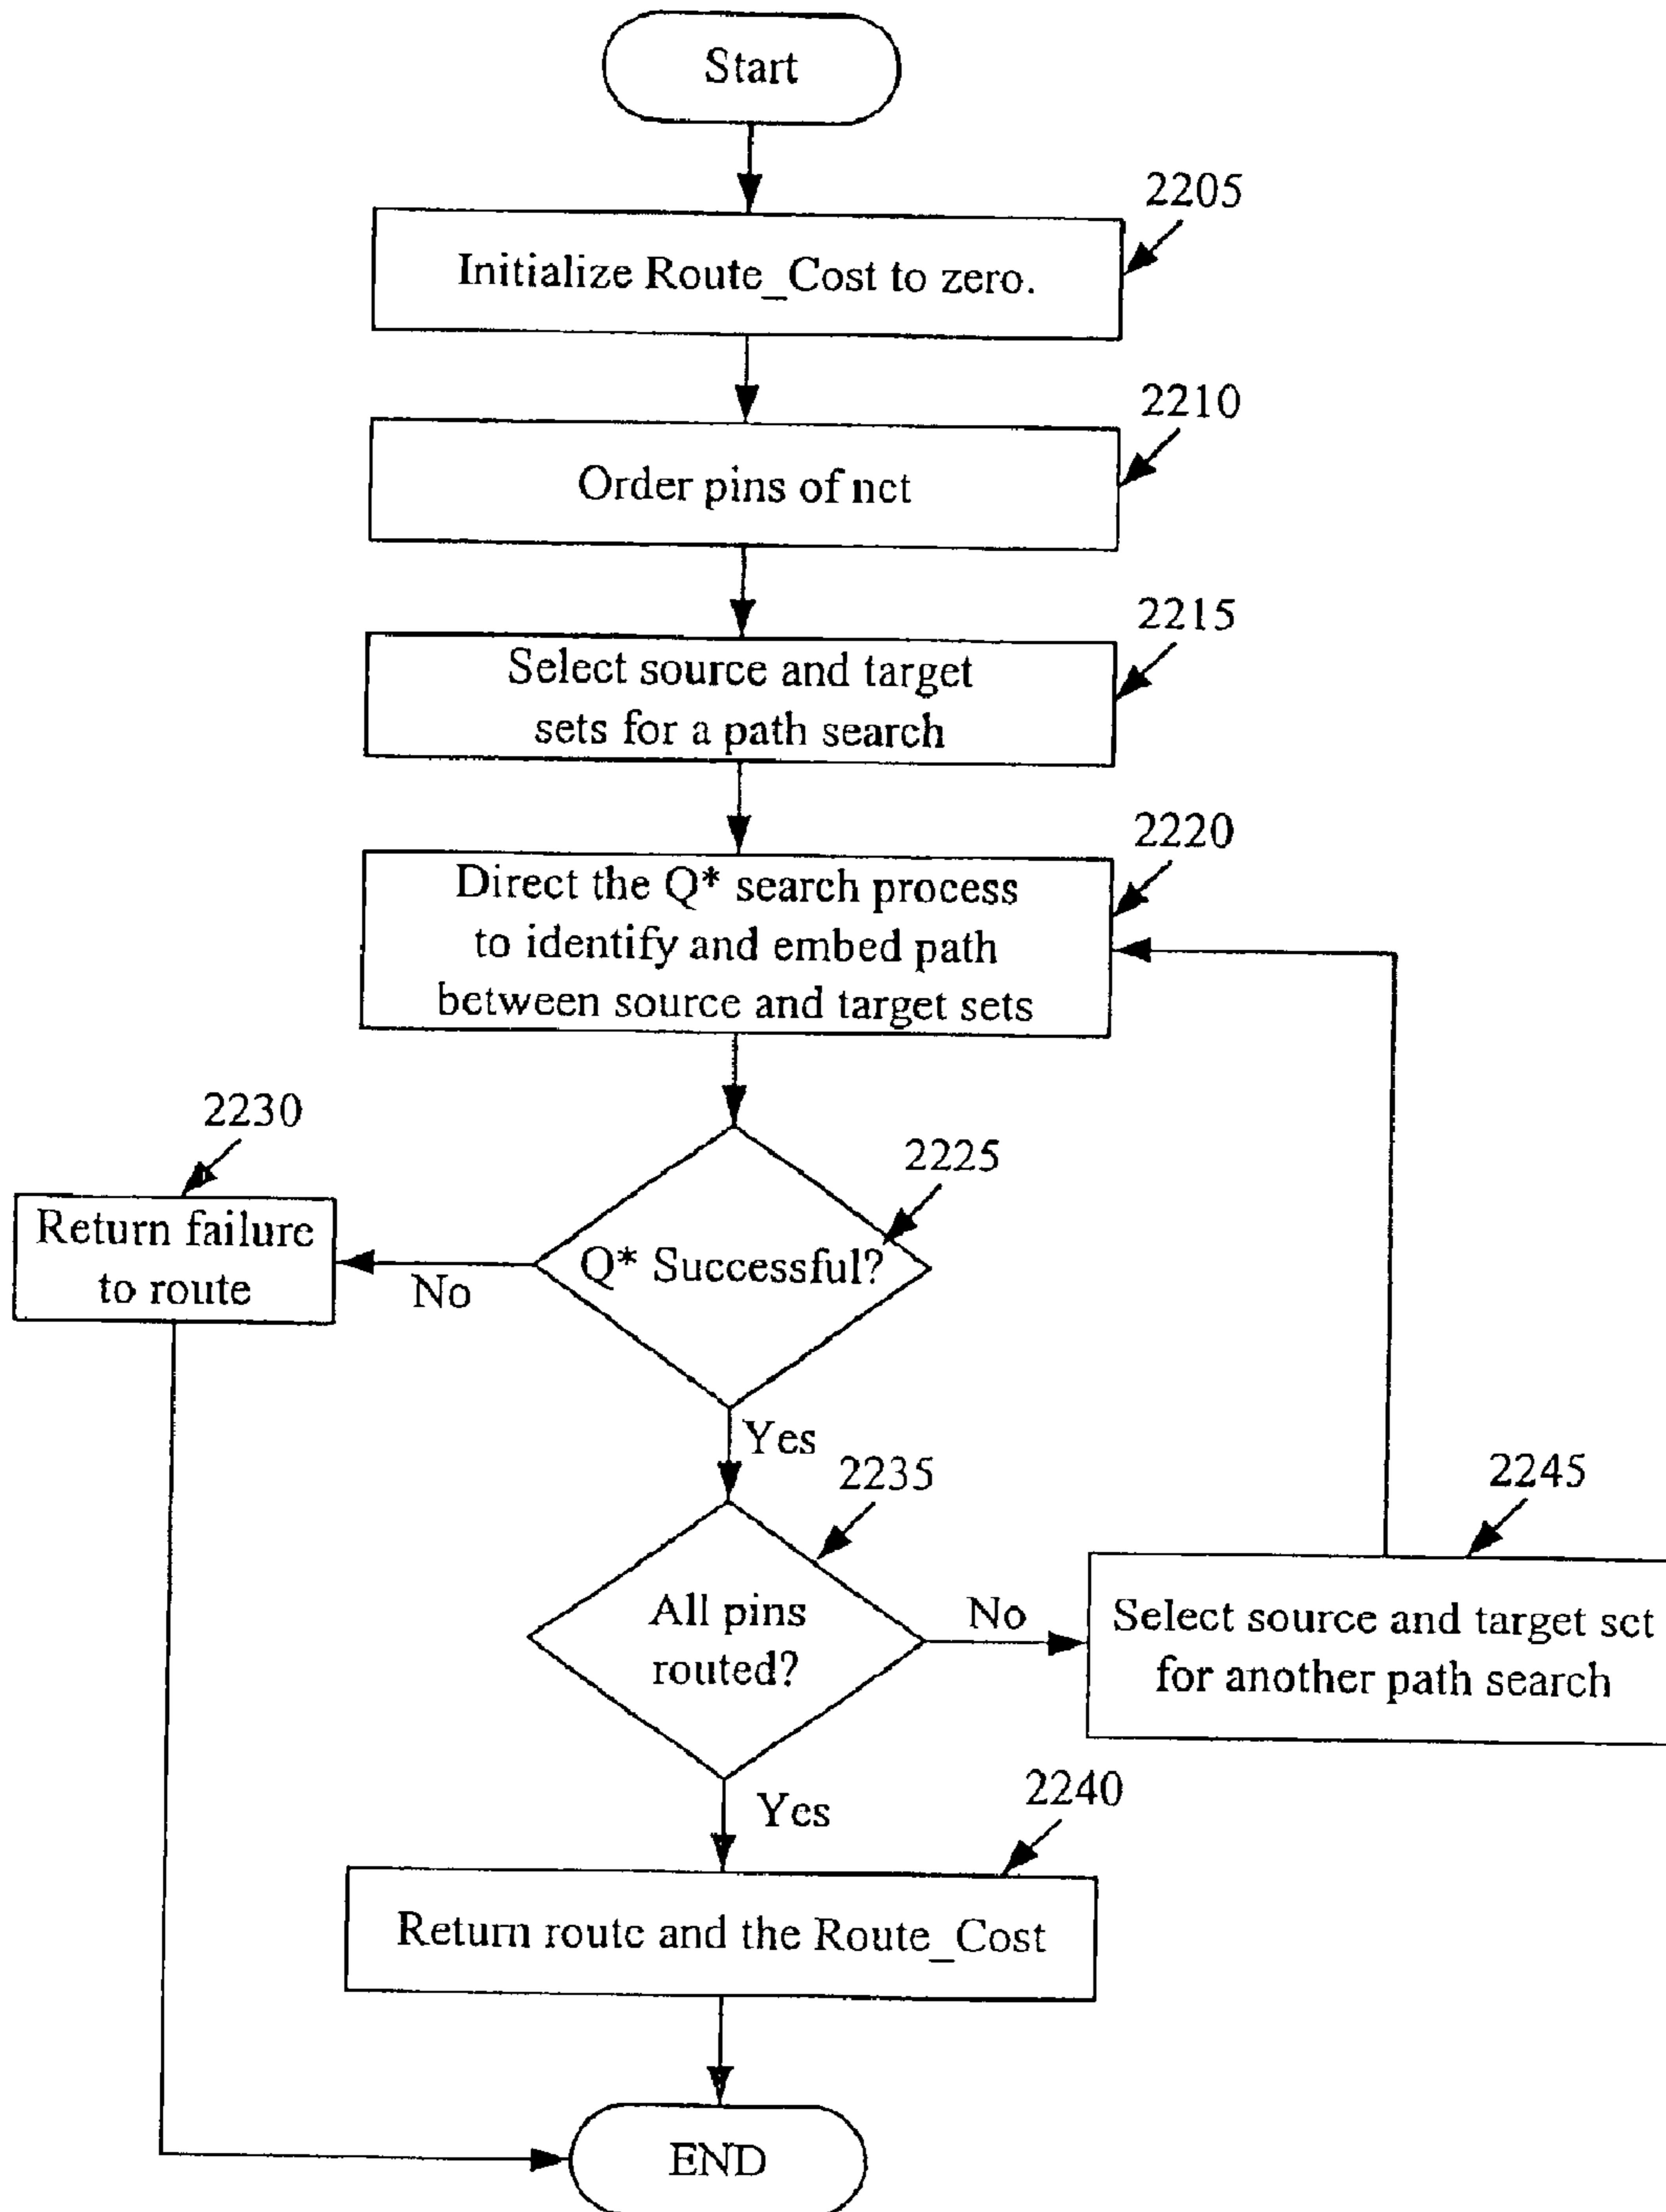 Start
2205
Initialize Route_Cost to zero.
2210
Order pins of net
2215
Select source and target
sets for a path search
2220
Direct the Q* search process
to identify and embed path
between source and target sets
2230
Return failure
to route
No
2225
Q* Successful?
Yes
2235
All pins
routed?
No
2245
Select source and target set
for another path search
Yes
2240
Return route and the Route_Cost
END